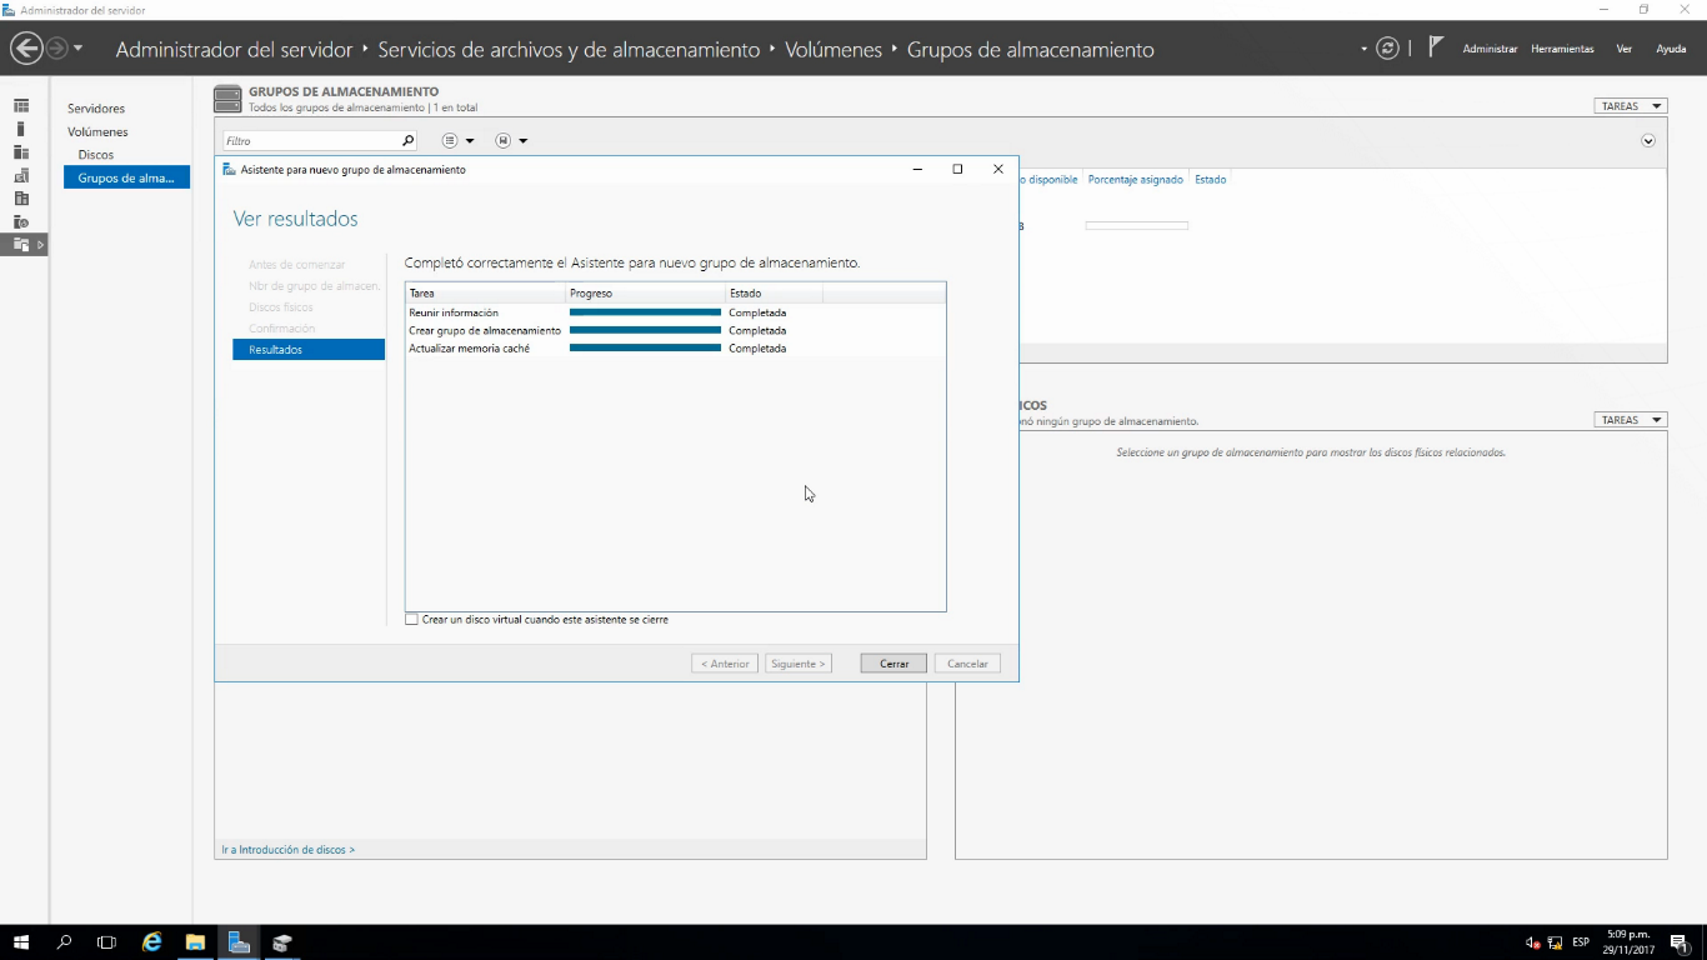 Administrador del servidor
Administrador del servidor ‣ Servicios de archivos y de almacenamiento ‣ Volúmenes ‣ Grupos de almacenamiento
Administrar Herramientas Ver Ayuda
Servidores
Volúmenes
Discos
Grupos de alma...
GRUPOS DE ALMACENAMIENTO
Todos los grupos de almacenamiento | 1 en total
TAREAS
Filtro
o disponible Porcentaje asignado Estado
Asistente para nuevo grupo de almacenamiento
Ver resultados
Antes de comenzar
Nbr de grupo de almacen.
Discos físicos
Confirmación
Resultados
Completó correctamente el Asistente para nuevo grupo de almacenamiento.
Tarea Progreso Estado
Reunir información Completada
Crear grupo de almacenamiento Completada
Actualizar memoria caché Completada
Crear un disco virtual cuando este asistente se cierre
< Anterior Siguiente > Cerrar Cancelar
ICOS
onó ningún grupo de almacenamiento.
TAREAS
Seleccione un grupo de almacenamiento para mostrar los discos físicos relacionados.
Ir a Introducción de discos >
ESP
5:09 p.m.
29/11/2017
1